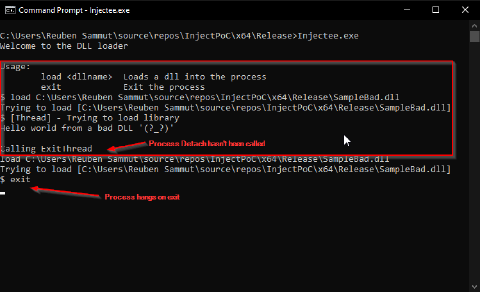 Command Prompt - Injectee.exe
C:\Users\Reuben Sammut\source\repos\InjectPoC\x64\Release>Injectee.exe
Welcome to the DLL loader
Usage:
load <dllname> Loads a dll into the process
exit Exit the process
$ load C:\Users\Reuben Sammut\source\repos\InjectPoC\x64\Release\SampleBad.dll
Trying to load [C:\Users\Reuben Sammut\source\repos\InjectPoC\x64\Release\SampleBad.dll]
$ [Thread] - Trying to load library
Hello world from a bad DLL '(?_?)'
Calling ExitThread
Process Detach hasn't been called
load C:\Users\Reuben Sammut\source\repos\InjectPoC\x64\Release\SampleBad.dll
Trying to load [C:\Users\Reuben Sammut\source\repos\InjectPoC\x64\Release\SampleBad.dll]
$ exit
Process hangs on exit